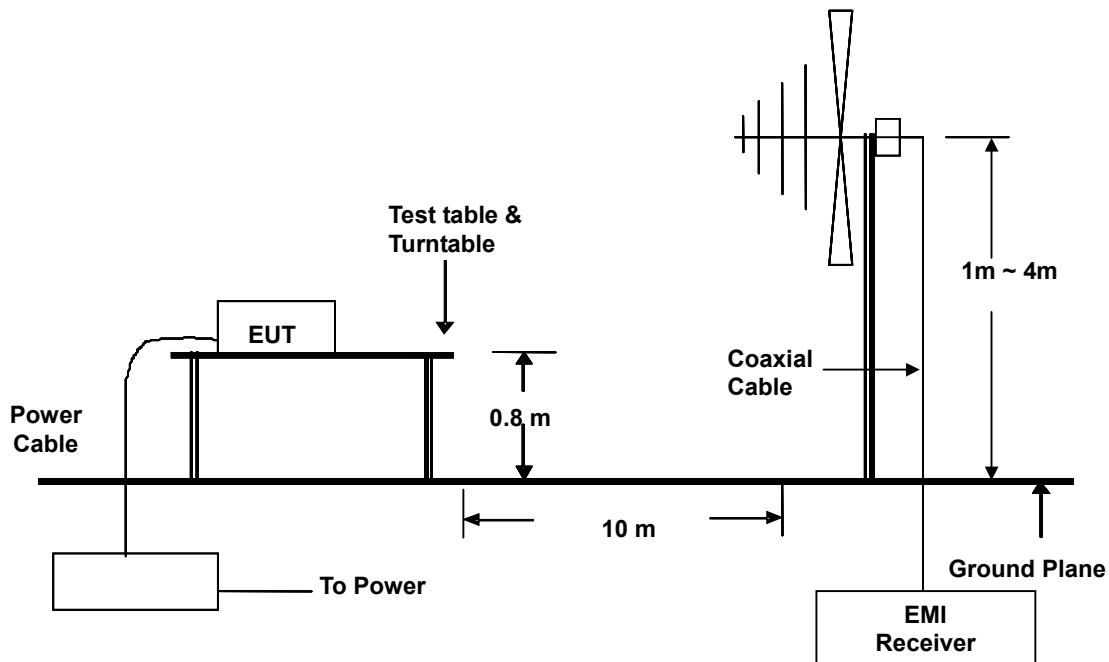 Test table &
Turntable
1m ~ 4m
EUT
Coaxial
Cable
0.8 m
Power
Cable
10 m
To Power
Ground Plane
EMI
Receiver